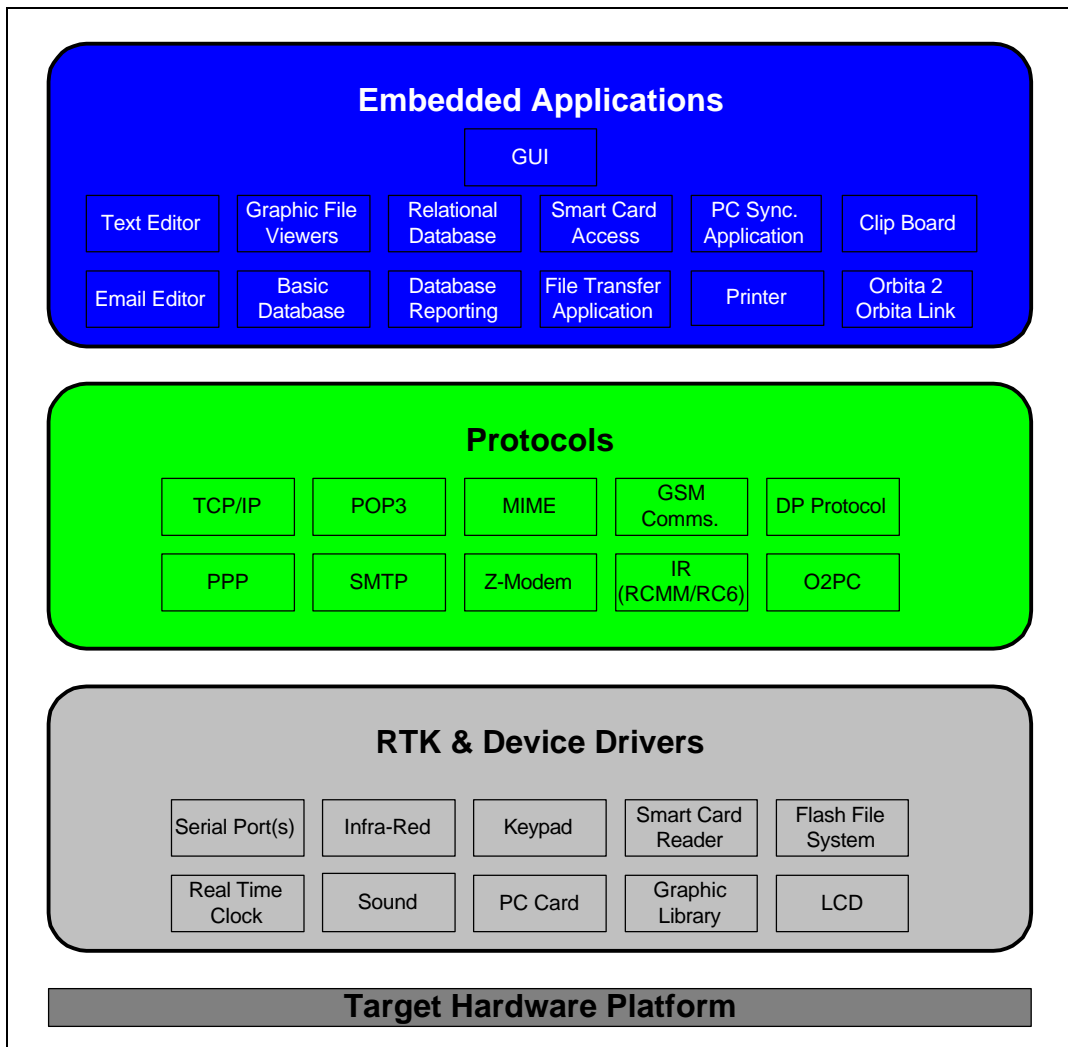 Embedded Applications
GUI
Text Editor
Graphic File
Viewers
Relational
Database
Smart Card
Access
PC Sync.
Application
Clip Board
Email Editor
Basic
Database
Database
Reporting
File Transfer
Application
Printer
Orbita 2
Orbita Link
Protocols
TCP/IP
POP3
MIME
GSM
Comms.
DP Protocol
PPP
SMTP
Z-Modem
IR
(RCMM/RC6)
O2PC
RTK & Device Drivers
Serial Port(s)
Infra-Red
Keypad
Smart Card
Reader
Flash File
System
Real Time
Clock
Sound
PC Card
Graphic
Library
LCD
Target Hardware Platform